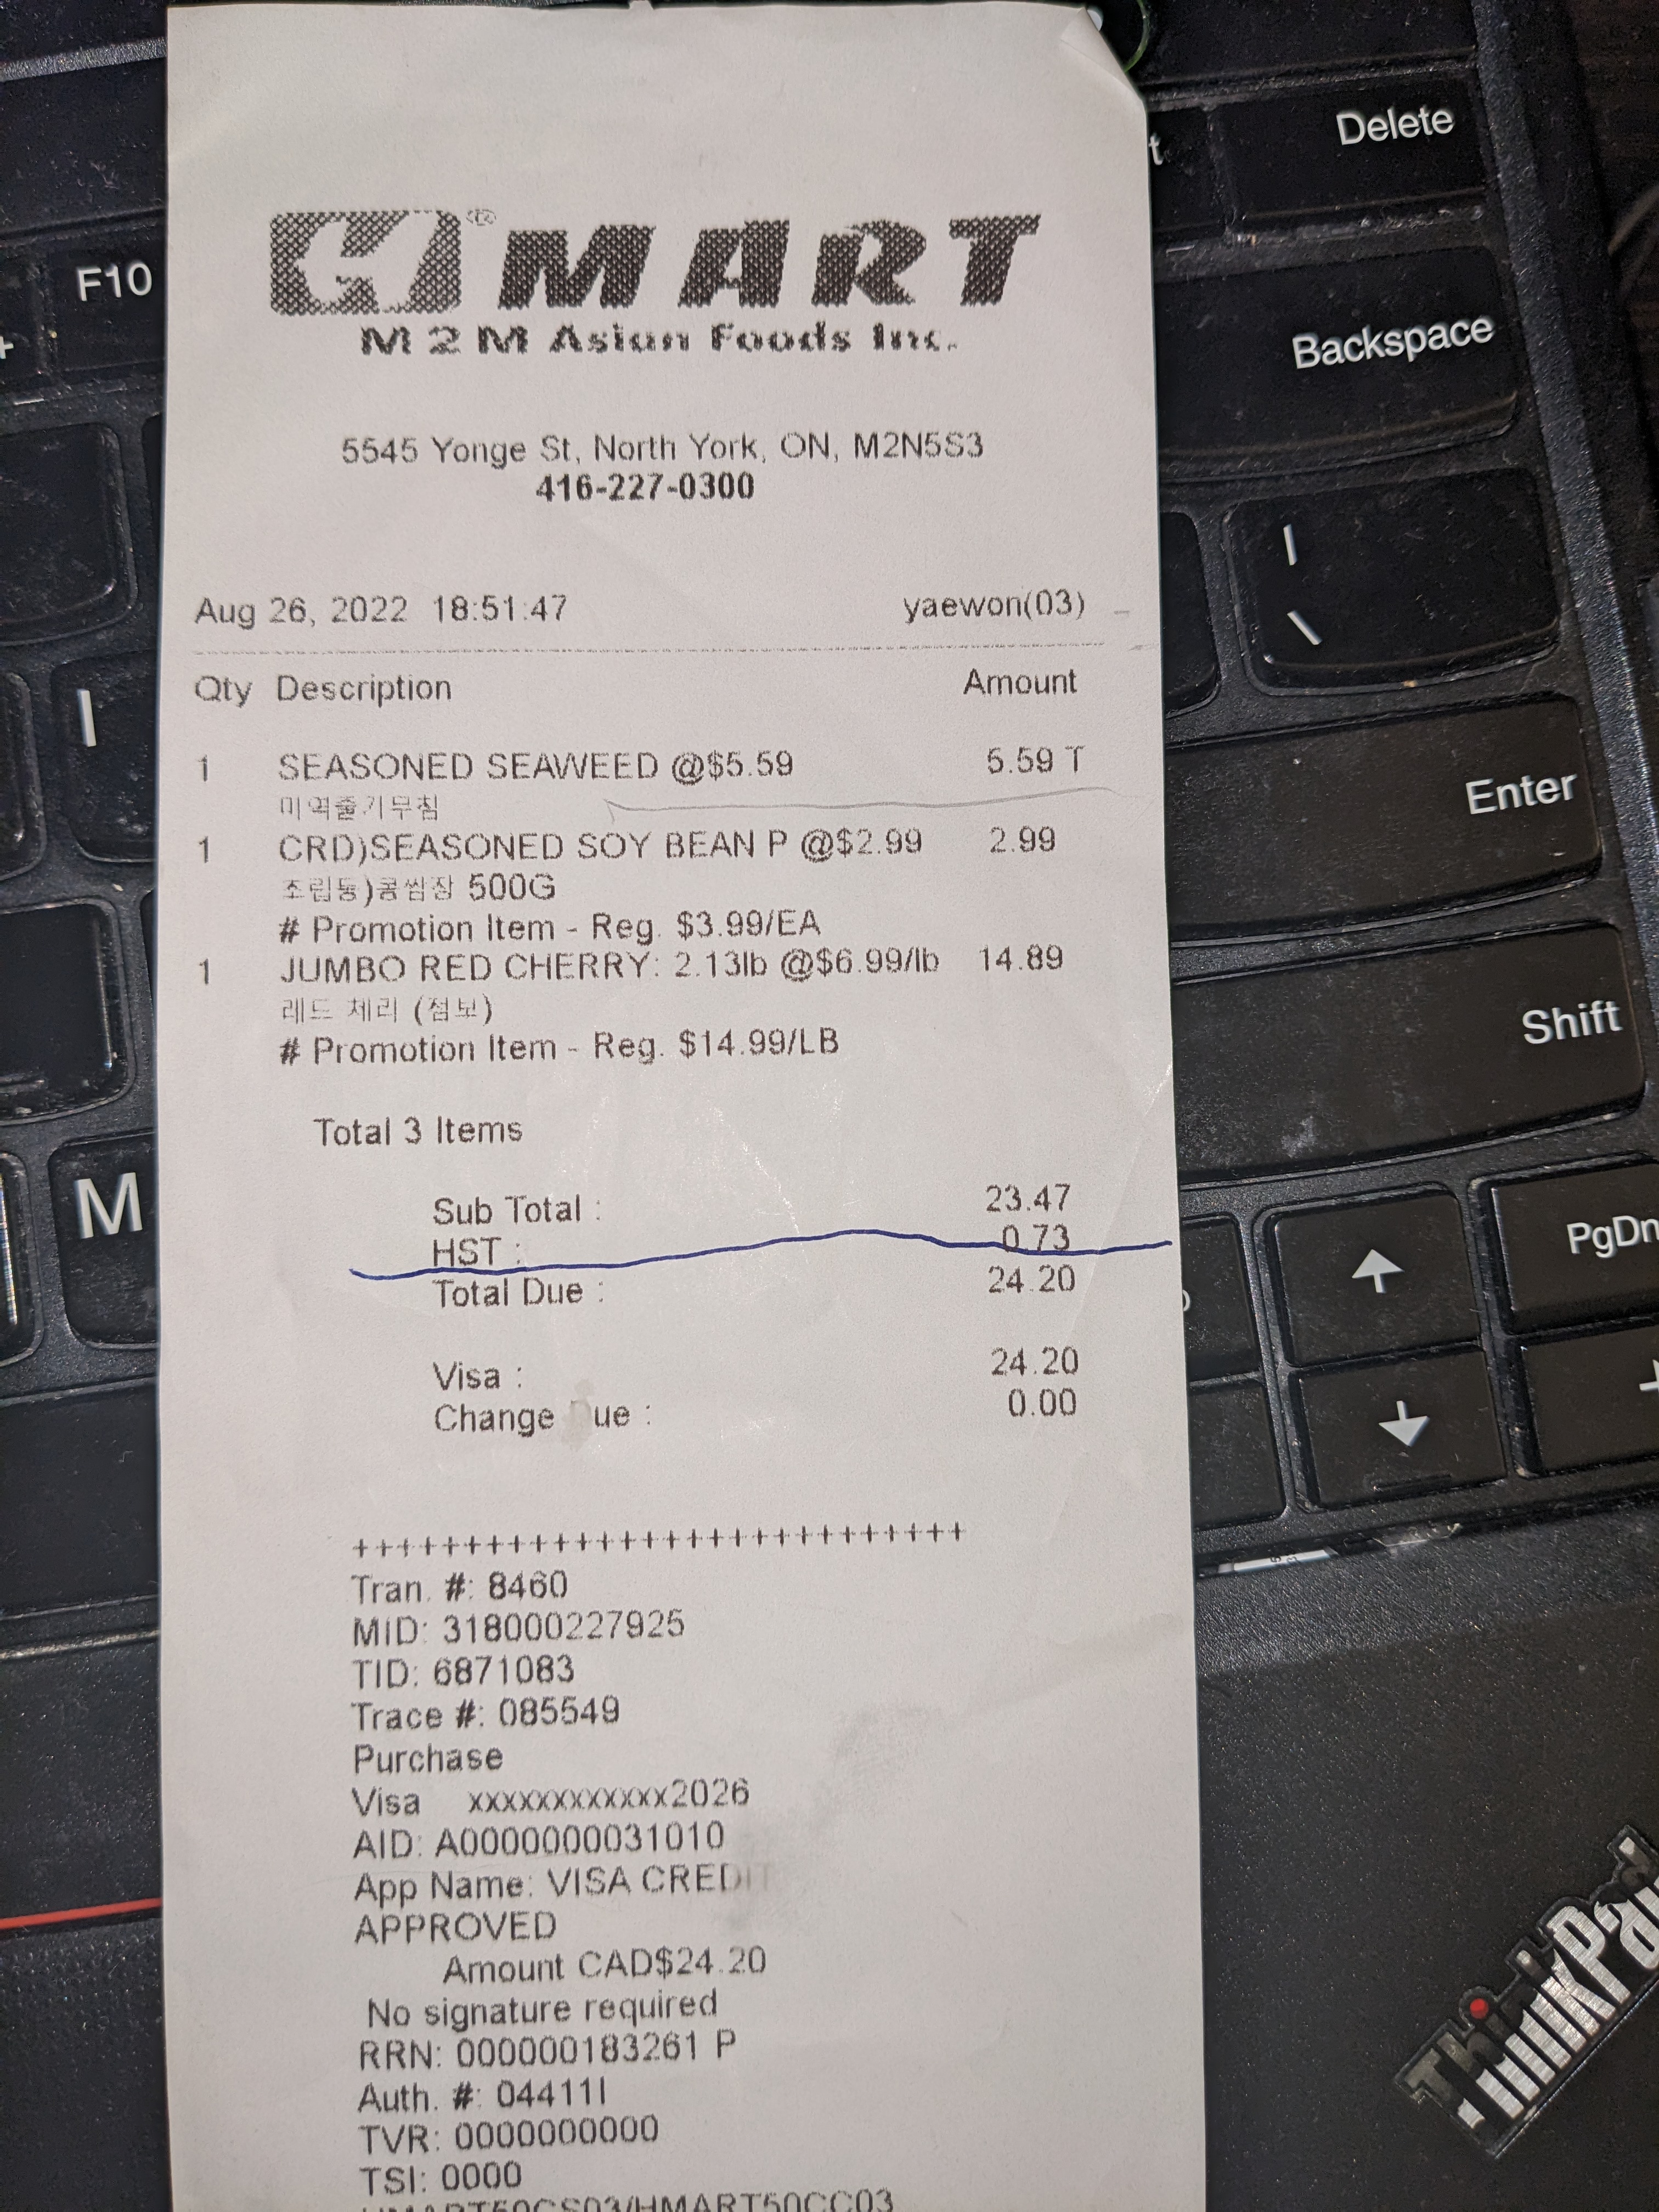 H MART
M 2 M Asian Foods Inc.
5545 Yonge St, North York, ON, M2N5S3
416-227-0300
Aug 26, 2022 18:51:47 yaewon(03)
Qty Description Amount
1 SEASONED SEAWEED @$5.59 5.59 T
미역줄기무침
1 CRD)SEASONED SOY BEAN P @$2.99 2.99
조립동)콩쌈장 500G
# Promotion Item - Reg. $3.99/EA
1 JUMBO RED CHERRY: 2.13lb @$6.99/lb 14.89
레드 체리 (점보)
# Promotion Item - Reg. $14.99/LB
Total 3 Items
Sub Total : 23.47
HST : 0.73
Total Due : 24.20
Visa : 24.20
Change ue : 0.00
++++++++++++++++++++++++++++
Tran. #: 8460
MID: 318000227925
TID: 6871083
Trace #: 085549
Purchase
Visa xxxxxxxxxxxx2026
AID: A0000000031010
App Name: VISA CREDIT
APPROVED
Amount CAD$24.20
No signature required
RRN: 000000183261 P
Auth. #: 04411I
TVR: 0000000000
TSI: 0000
HMART50CS03/HMART50CC03
Delete
F10
Backspace
|
\
I
Enter
Shift
M
PgDn
ThinkPad